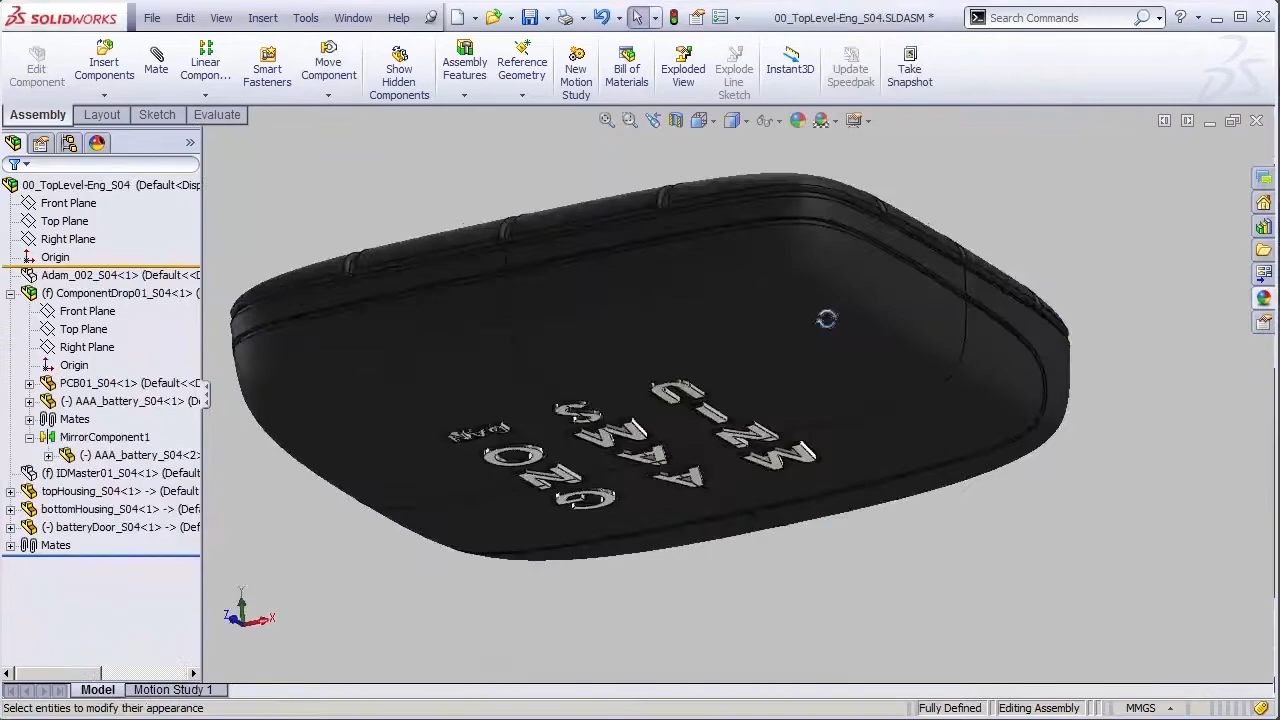 SOLIDWORKS File Edit View Insert Tools Window Help 00_TopLevel-Eng_S04.SLDASM * Search Commands
Edit Component
Insert Components
Mate
Linear Compon...
Smart Fasteners
Move Component
Show Hidden Components
Assembly Features
Reference Geometry
New Motion Study
Bill of Materials
Exploded View
Explode Line Sketch
Instant3D
Update Speedpak
Take Snapshot
Assembly Layout Sketch Evaluate
00_TopLevel-Eng_S04 (Default<Disp
Front Plane
Top Plane
Right Plane
Origin
Adam_002_S04<1> (Default<<D
(f) ComponentDrop01_S04<1> (
Front Plane
Top Plane
Right Plane
Origin
PCB01_S04<1> (Default<<D
(-) AAA_battery_S04<1> (D
Mates
MirrorComponent1
(-) AAA_battery_S04<2>
(f) IDMaster01_S04<1> (Default
topHousing_S04<1> -> (Default
bottomHousing_S04<1> -> (Def
(-) batteryDoor_S04<1> -> (Def
Mates
Y
Z
X
Model Motion Study 1
Select entities to modify their appearance Fully Defined Editing Assembly MMGS